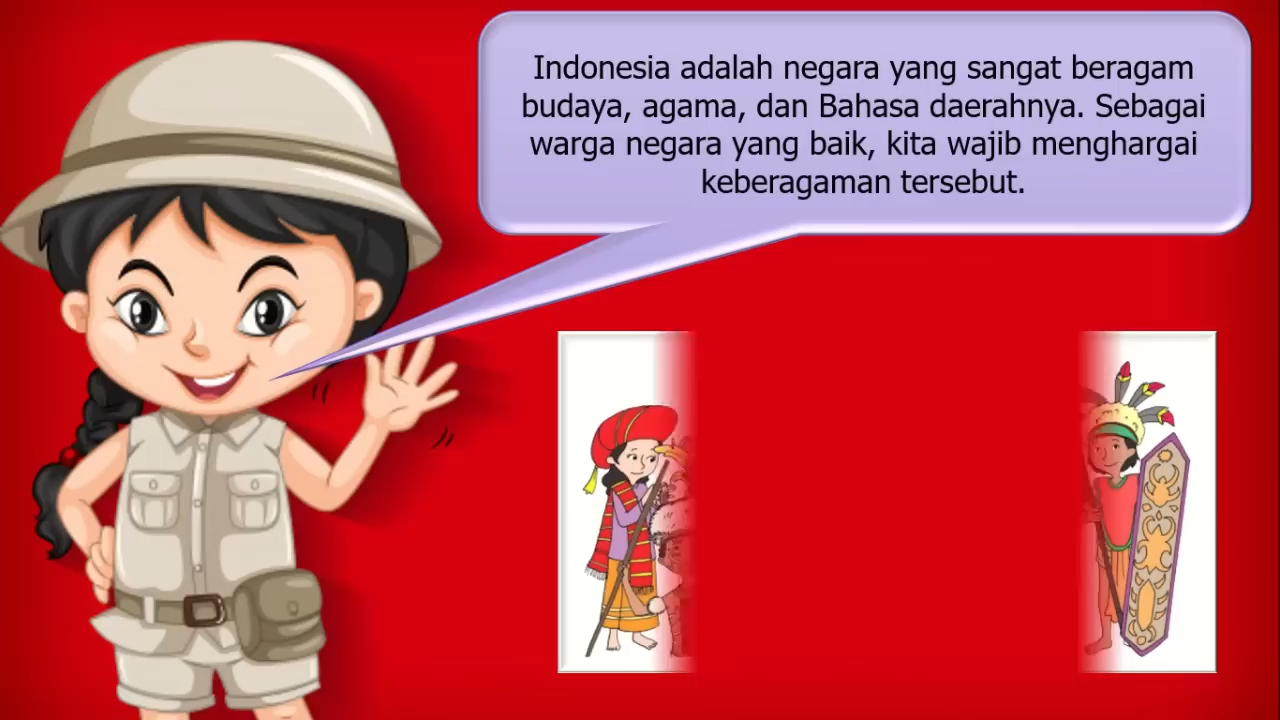 Indonesia adalah negara yang sangat beragam
budaya, agama, dan Bahasa daerahnya. Sebagai
warga negara yang baik, kita wajib menghargai
keberagaman tersebut.